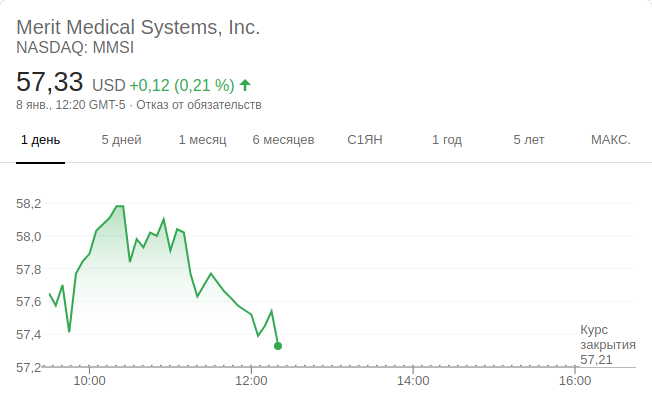 Merit Medical Systems, Inc.
NASDAQ: MMSI
57,33 USD +0,12 (0,21 %)
8 янв., 12:20 GMT-5 · Отказ от обязательств
1 день 5 дней 1 месяц 6 месяцев С1ЯН 1 год 5 лет МАКС.
58,2
58,0
57,8
57,6
57,4
57,2
Курс
закрытия
57,21
10:00 12:00 14:00 16:00